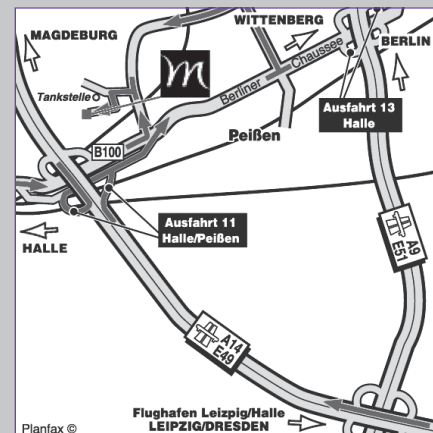 WITTENBERG
MAGDEBURG
BERLIN
Berliner Chaussee
Tankstelle
Ausfahrt 13
Halle
Peißen
B100
Ausfahrt 11
Halle/Peißen
HALLE
A9
E51
A14
E49
Flughafen Leipzig/Halle
LEIPZIG/DRESDEN
Planfax ©